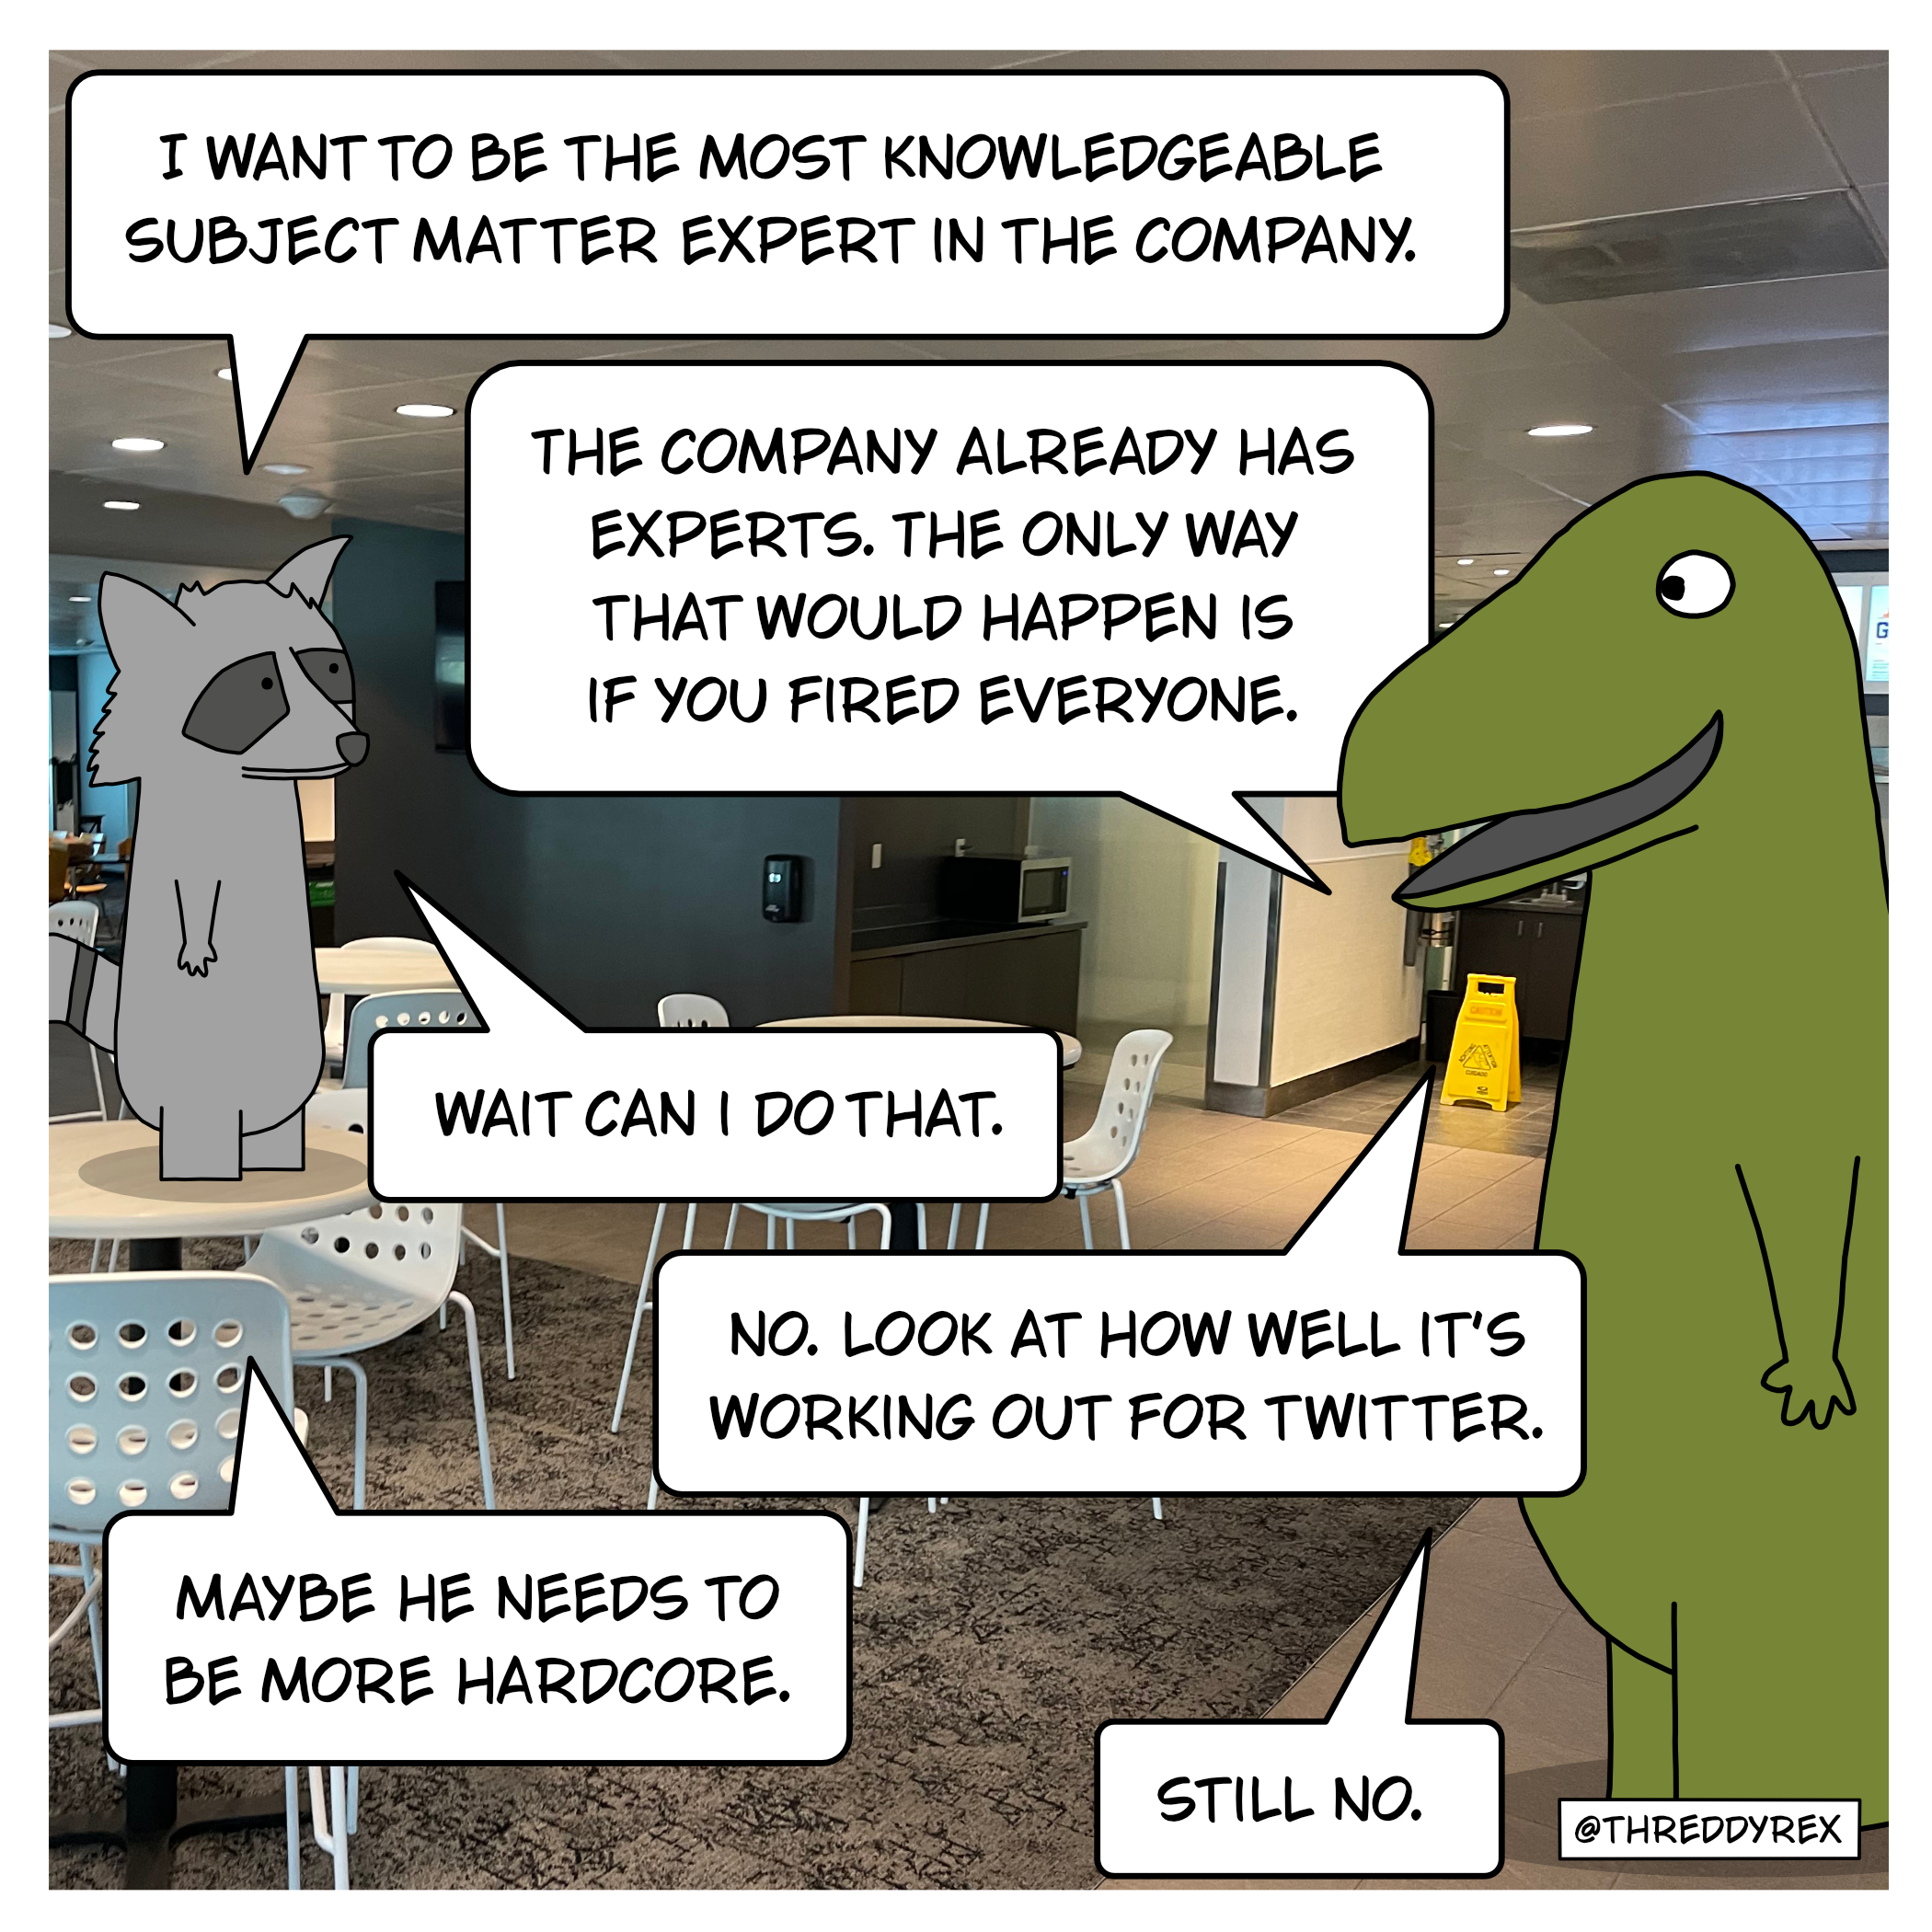 I WANT TO BE THE MOST KNOWLEDGEABLE
SUBJECT MATTER EXPERT IN THE COMPANY.
THE COMPANY ALREADY HAS
EXPERTS. THE ONLY WAY
THAT WOULD HAPPEN IS
IF YOU FIRED EVERYONE.
WAIT CAN I DO THAT.
NO. LOOK AT HOW WELL IT'S
WORKING OUT FOR TWITTER.
MAYBE HE NEEDS TO
BE MORE HARDCORE.
STILL NO.
@THREDDYREX